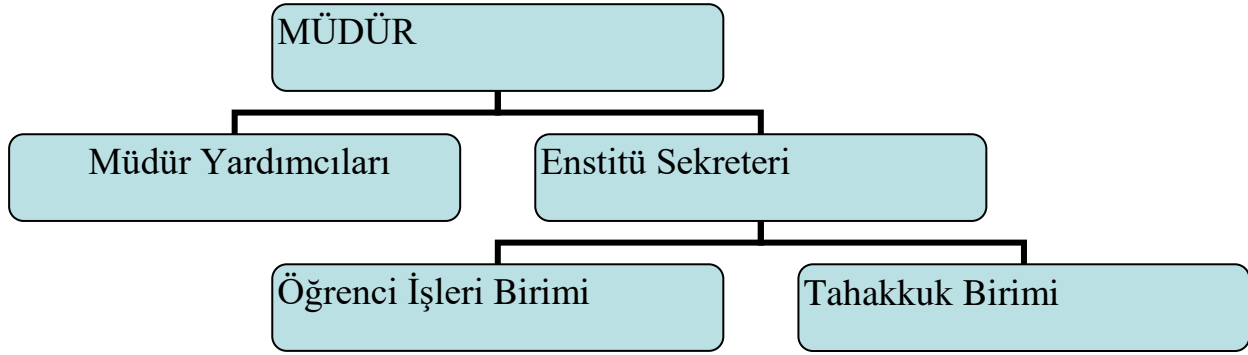 MÜDÜR
Müdür Yardımcıları
Enstitü Sekreteri
Öğrenci İşleri Birimi
Tahakkuk Birimi